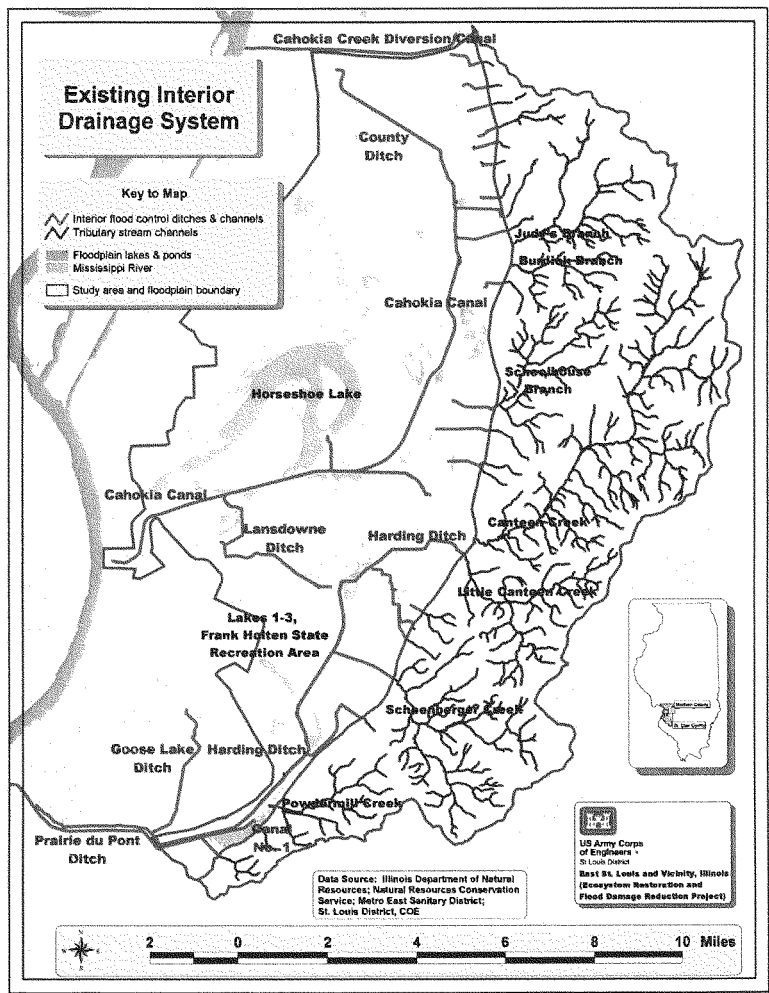 Cahokia Creek Diversion/Canal
Existing Interior
Drainage System
County
Ditch
Key to Map
Interior flood control ditches & channels
Tributary stream channels
Floodplain lakes & ponds
Mississippi River
Study area and floodplain boundary
Judy's Branch
Burdick Branch
Cahokia Canal
Schoolhouse
Branch
Horseshoe Lake
Cahokia Canal
Lansdowne
Ditch
Harding Ditch
Canteen Creek
Little Canteen Creek
Lakes 1-3,
Frank Holten State
Recreation Area
Schoenberger Creek
Goose Lake
Ditch
Harding Ditch
Powdermill Creek
Prairie du Pont
Ditch
Canal
No. 1
Madison County
St. Clair County
US Army Corps
of Engineers
St Louis District
East St. Louis and Vicinity, Illinois
(Ecosystem Restoration and
Flood Damage Reduction Project)
Data Source: Illinois Department of Natural
Resources; Natural Resources Conservation
Service; Metro East Sanitary District;
St. Louis District, COE
2 0 2 4 6 8 10 Miles